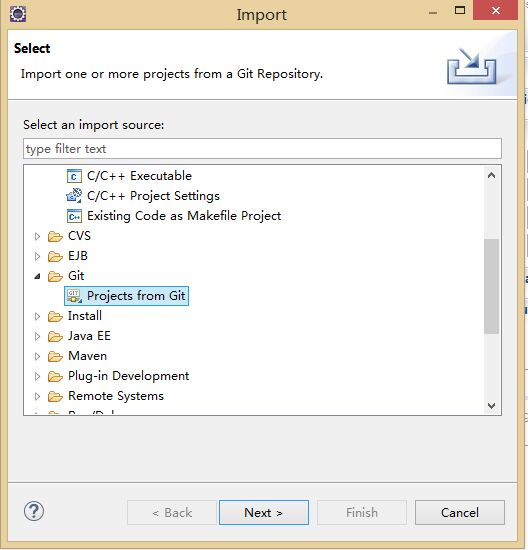 Import
Select
Import one or more projects from a Git Repository.
Select an import source:
type filter text
C/C++ Executable
C/C++ Project Settings
Existing Code as Makefile Project
CVS
EJB
Git
Projects from Git
Install
Java EE
Maven
Plug-in Development
Remote Systems
< Back
Next >
Finish
Cancel